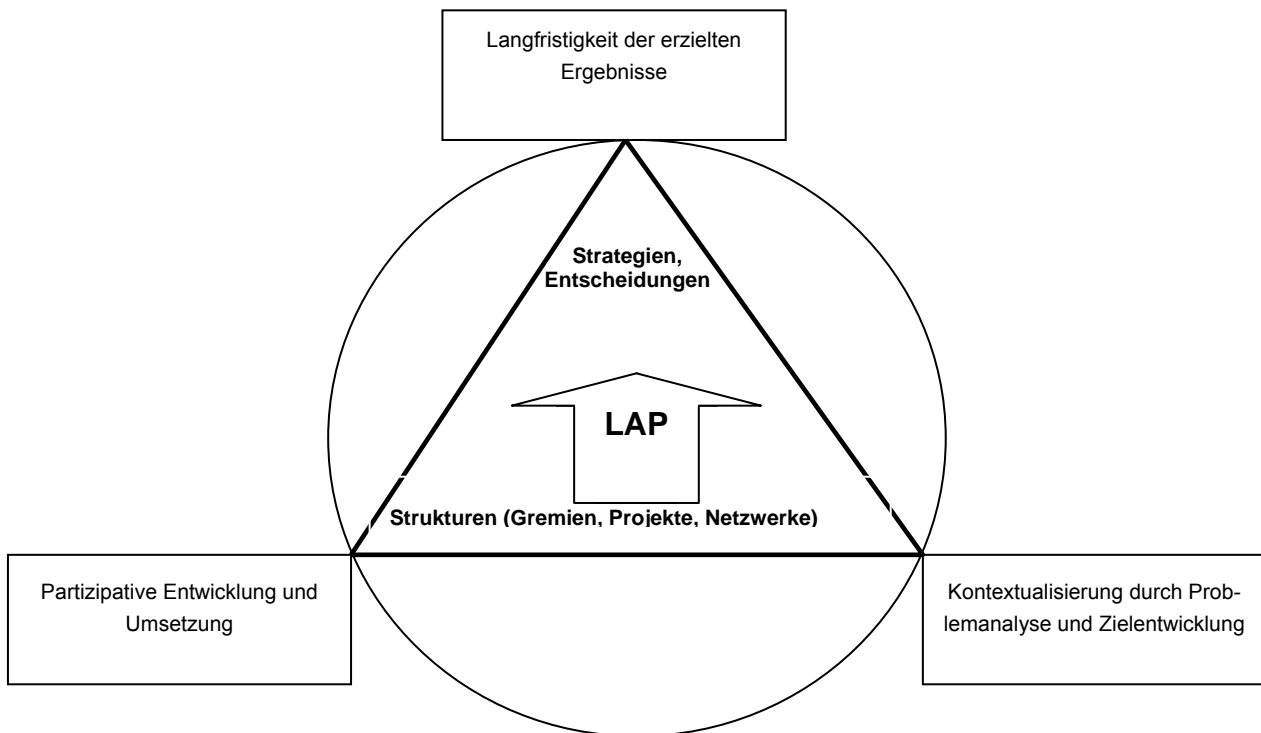 Langfristigkeit der erzielten
Ergebnisse
Strategien,
Entscheidungen
LAP
Strukturen (Gremien, Projekte, Netzwerke)
Partizipative Entwicklung und
Umsetzung
Kontextualisierung durch Prob-
lemanalyse und Zielentwicklung